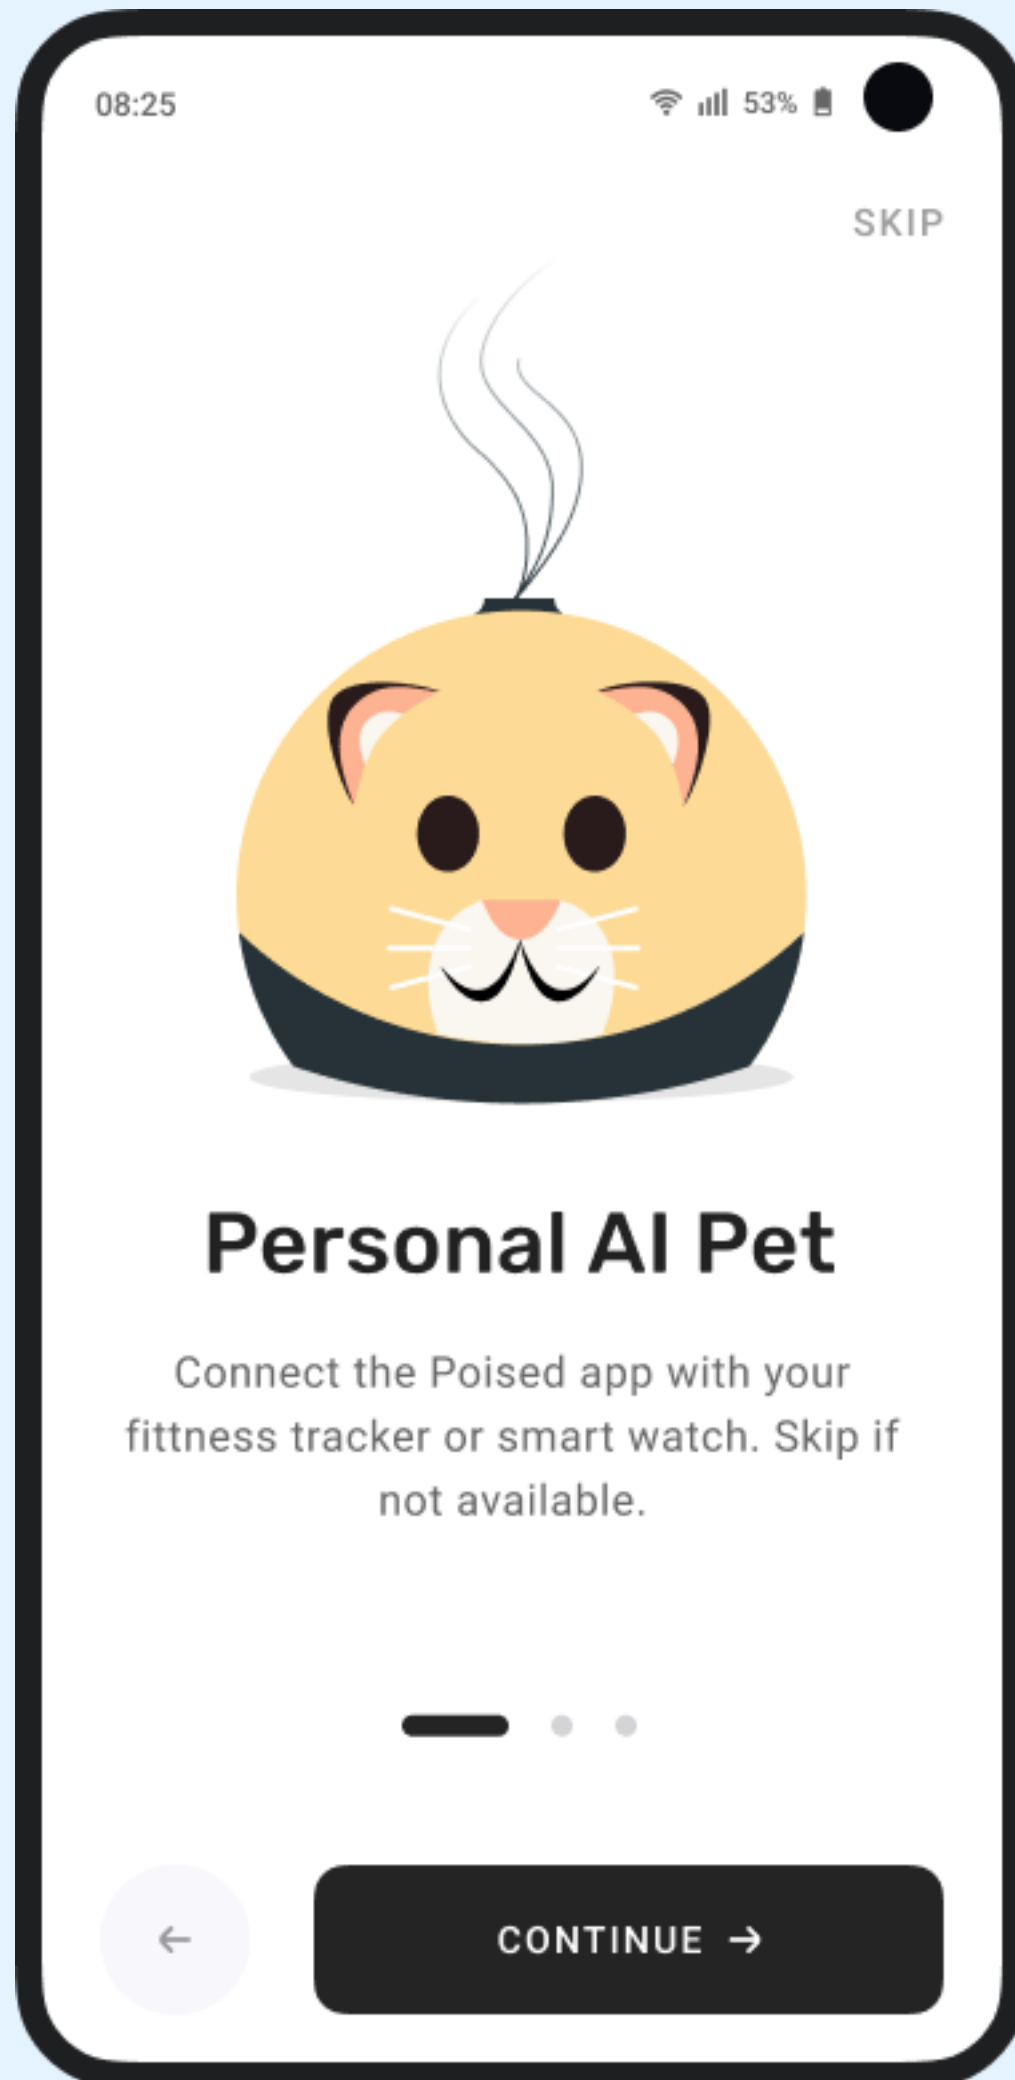 08:25
53%
SKIP
Personal AI Pet
Connect the Poised app with your
fittness tracker or smart watch. Skip if
not available.
CONTINUE →